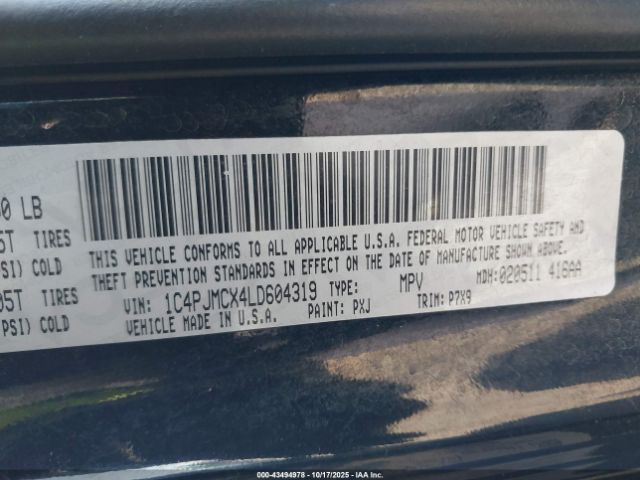 0 LB
5T TIRES
PSI) COLD
05T TIRES
PSI) COLD
THIS VEHICLE CONFORMS TO ALL APPLICABLE U.S.A. FEDERAL MOTOR VEHICLE SAFETY AND
THEFT PREVENTION STANDARDS IN EFFECT ON THE DATE OF MANUFACTURE SHOWN ABOVE.
VIN: 1C4PJMCX4LD604319 TYPE: MPV MDH: 020511 416AA
VEHICLE MADE IN U.S.A. PAINT: PXJ TRIM: P7X9
000-43494978 - 10/17/2025 - IAA Inc.